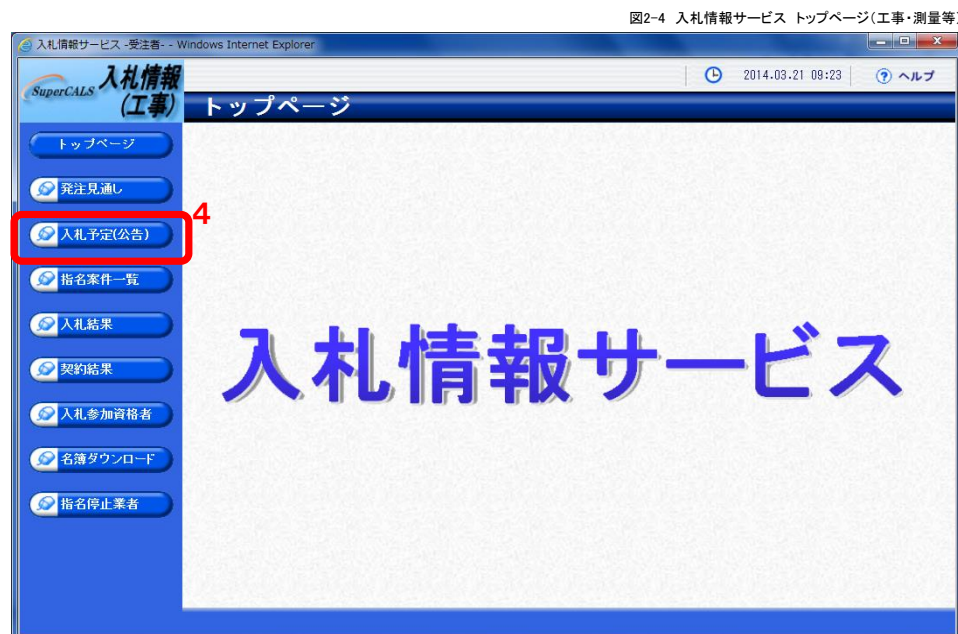 図2-4 入札情報サービス トップページ（工事・測量等）
入札情報サービス -受注者- - Windows Internet Explorer
SuperCALS 入札情報
(工事)
2014.03.21 09:23
? ヘルプ
トップページ
トップページ
発注見通し
入札予定(公告)
4
指名案件一覧
入札結果
契約結果
入札参加資格者
名簿ダウンロード
指名停止業者
入札情報サービス